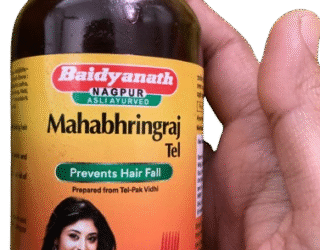 Baidyanath
NAGPUR
ASLI AYURVED
Mahabhringraj
Tel
Prevents Hair Fall
Prepared from Tel-Pak Vidhi